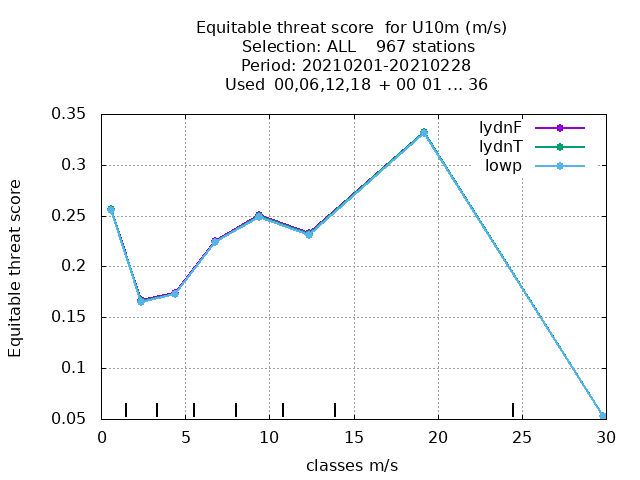 Equitable threat score for U10m (m/s)
Selection: ALL 967 stations
Period: 20210201-20210228
Used 00,06,12,18 + 00 01 ... 36
lydnF
lydnT
lowp
Equitable threat score
0.35
0.3
0.25
0.2
0.15
0.1
0.05
0 5 10 15 20 25 30
classes m/s